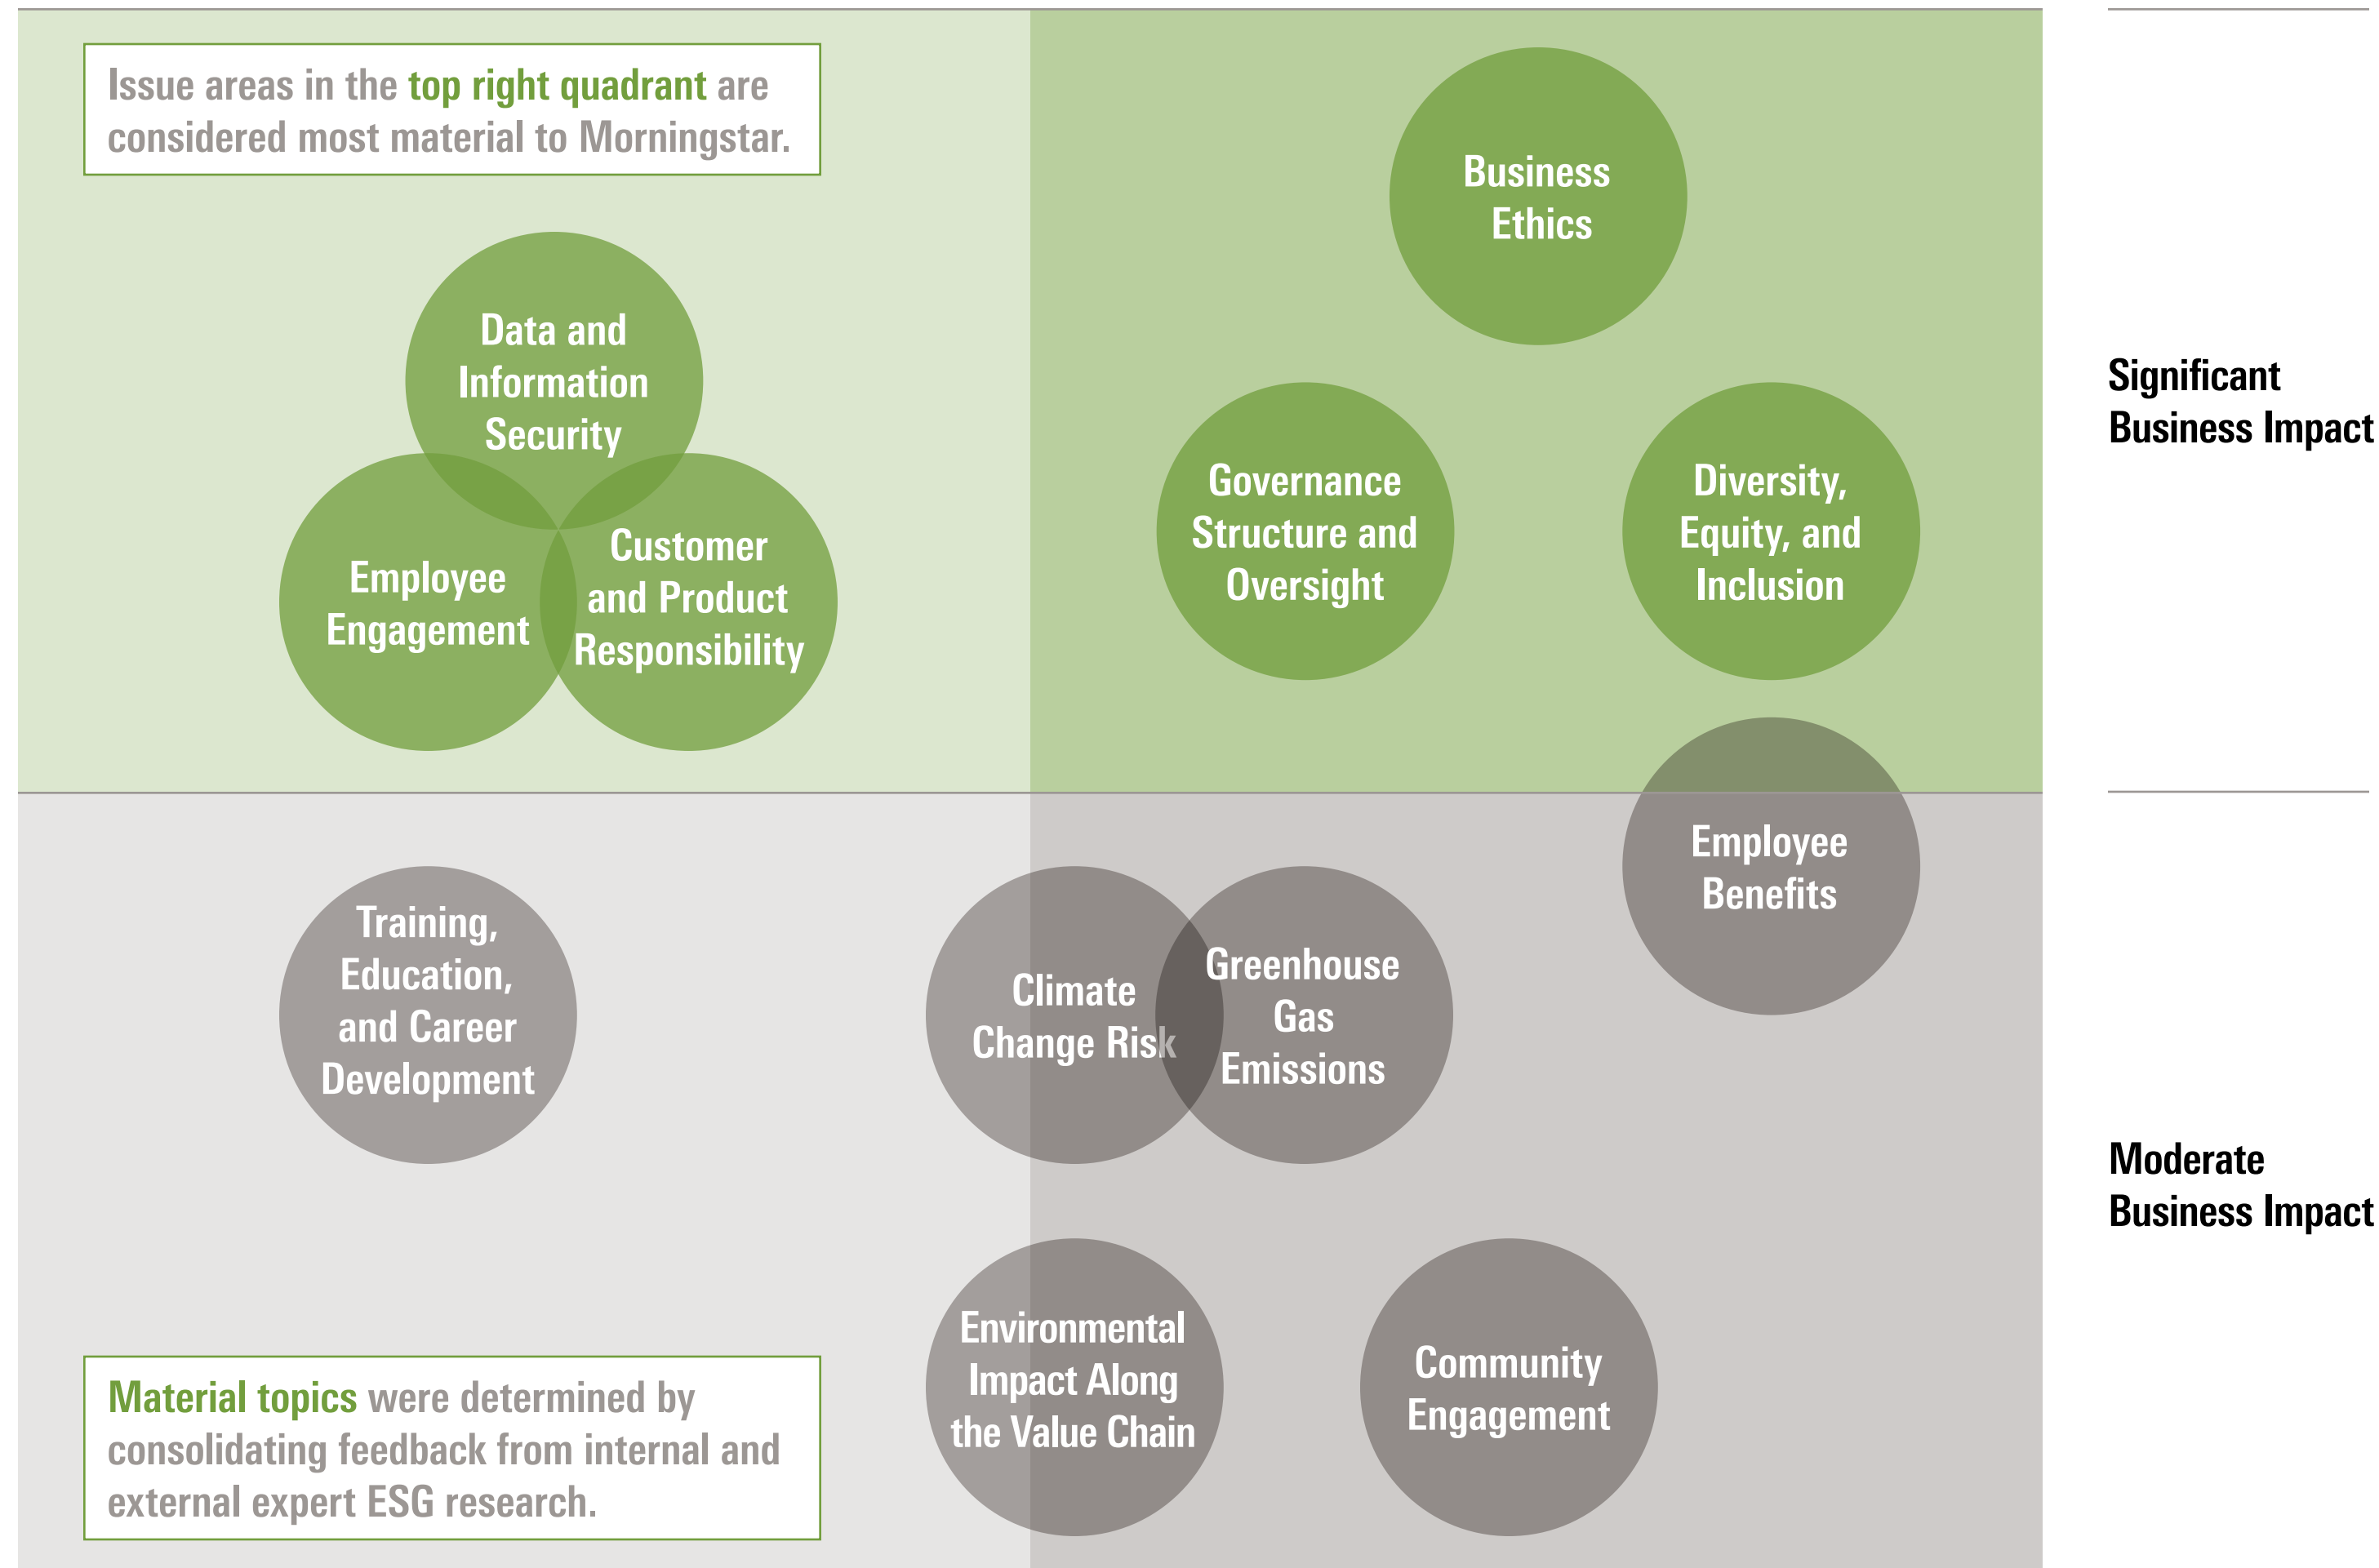 Issue areas in the top right quadrant are
considered most material to Morningstar.
Business
Ethics
Data and
Information
Security
Significant
Business Impact
Governance
Structure and
Oversight
Diversity,
Equity, and
Inclusion
Employee
Engagement
Customer
and Product
Responsibility
Employee
Benefits
Training,
Education,
and Career
Development
Climate
Change Risk
Greenhouse
Gas
Emissions
Moderate
Business Impact
Environmental
Impact Along
the Value Chain
Community
Engagement
Material topics were determined by
consolidating feedback from internal and
external expert ESG research.